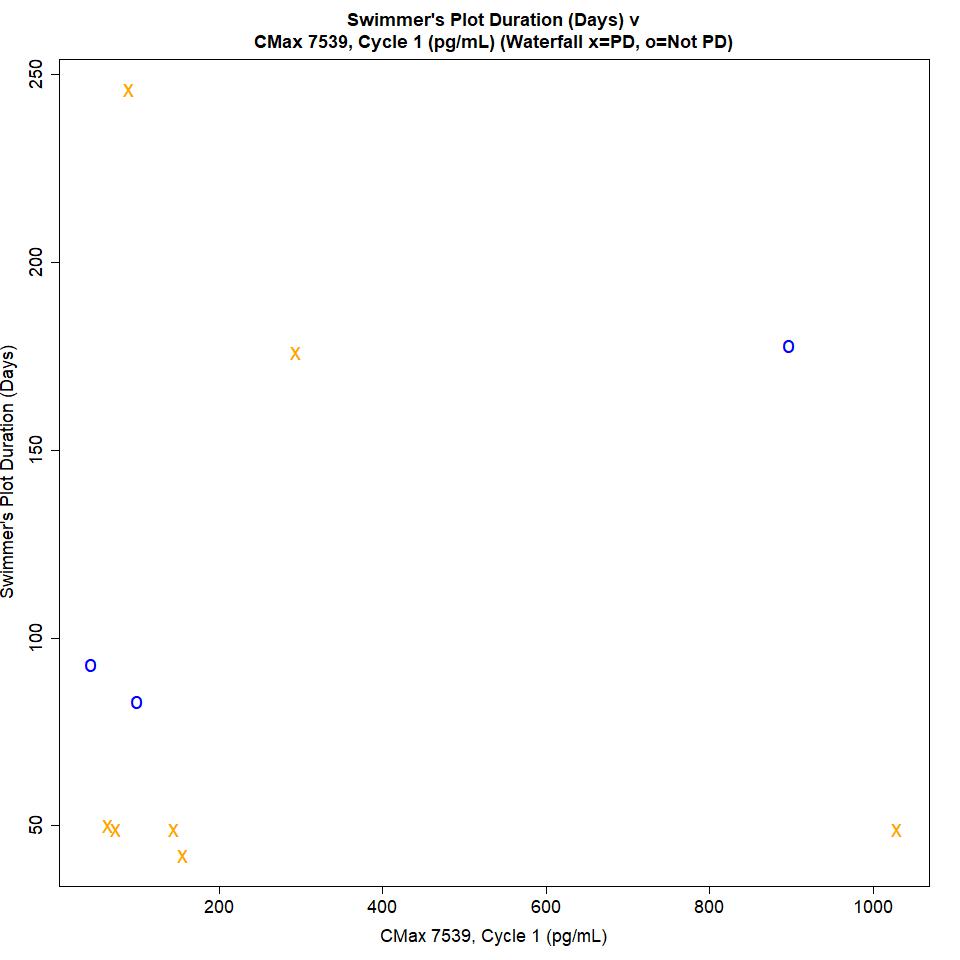 Swimmer's Plot Duration (Days) v
CMax 7539, Cycle 1 (pg/mL) (Waterfall x=PD, o=Not PD)
Swimmer's Plot Duration (Days)
250
200
150
100
50
X
X
O
O
O
X
X
X
X
X
200
400
600
800
1000
CMax 7539, Cycle 1 (pg/mL)